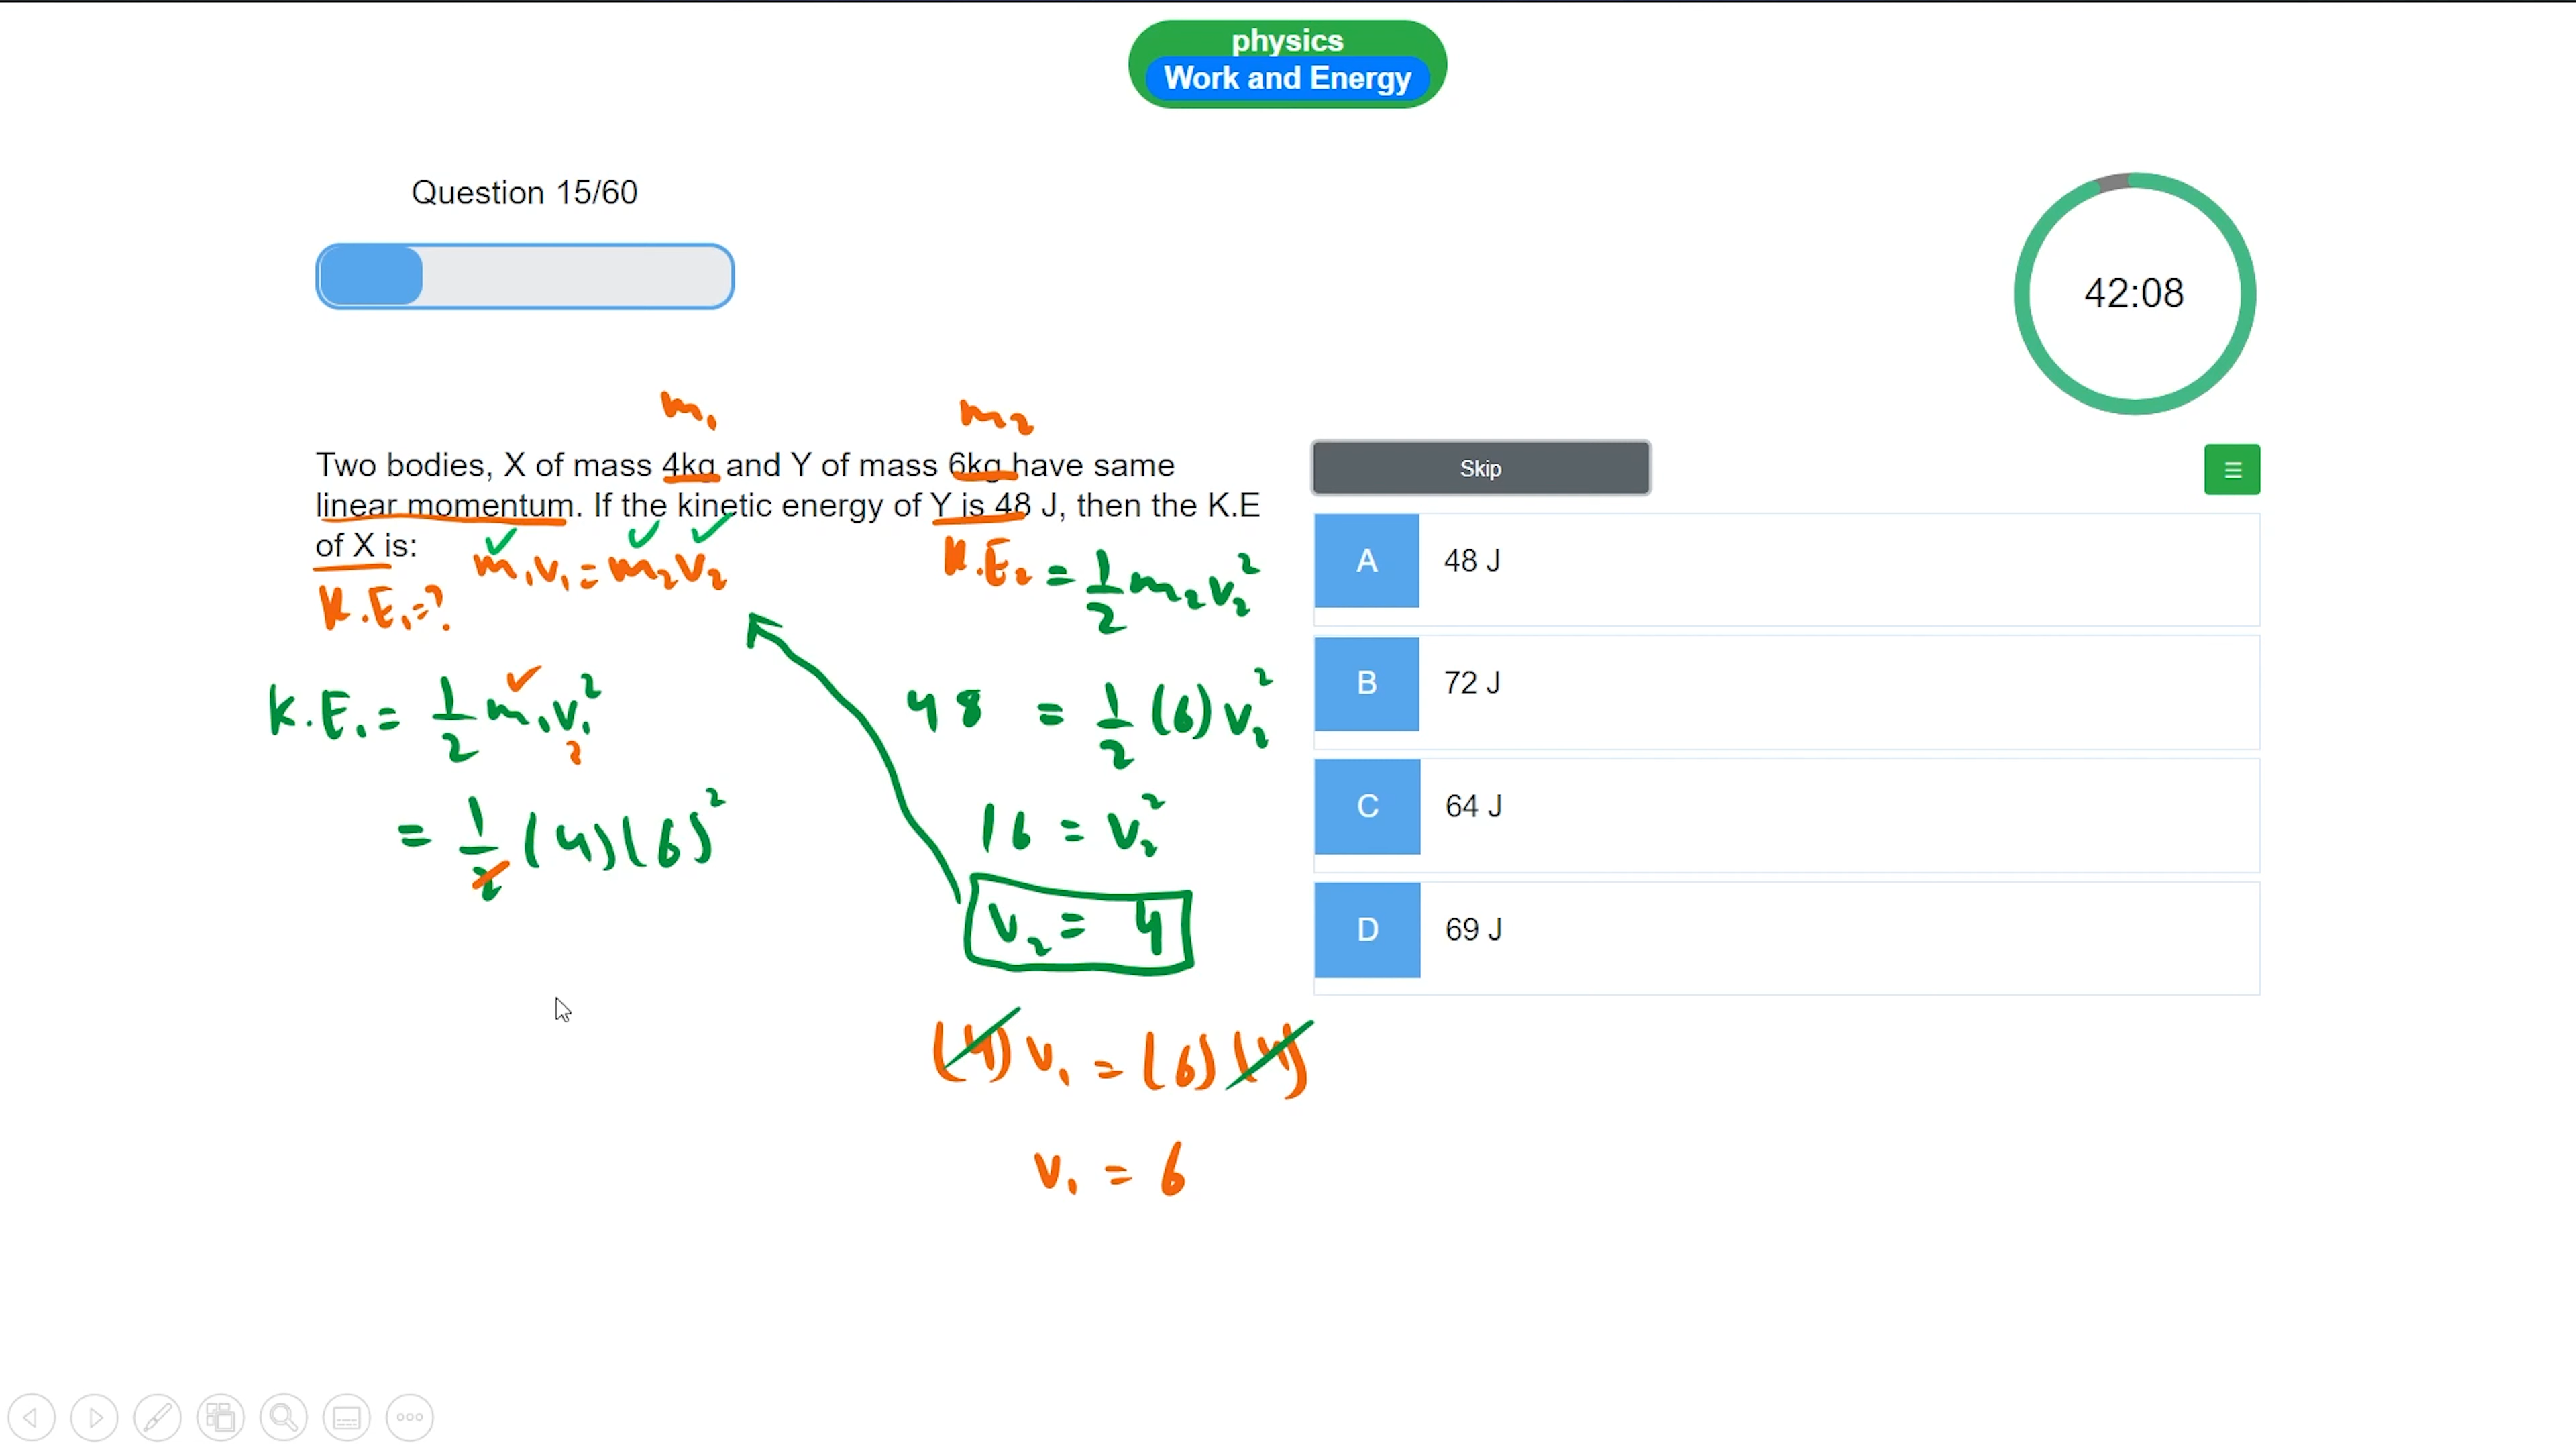 physics
Work and Energy
Question 15/60
42:08
m₁
m₂
Two bodies, X of mass 4kg and Y of mass 6kg have same
linear momentum. If the kinetic energy of Y is 48 J, then the K.E
of X is:
m₁v₁ = m₂v₂
K.E₁ = ?
K.E₂ = 1/2 m₂v₂²
K.E₁ = 1/2 m₁v₁²
?
= 1/2 (4)(6)²
48 = 1/2 (6) v₂²
16 = v₂²
v₂ = 4
(4) v₁ = (6)(4)
v₁ = 6
Skip
A 48 J
B 72 J
C 64 J
D 69 J